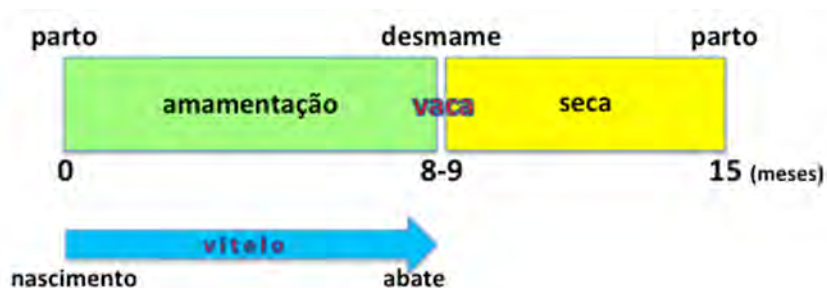 parto desmame parto
amamentação vaca seca
0 8-9 15 (meses)
vitelo
nascimento abate